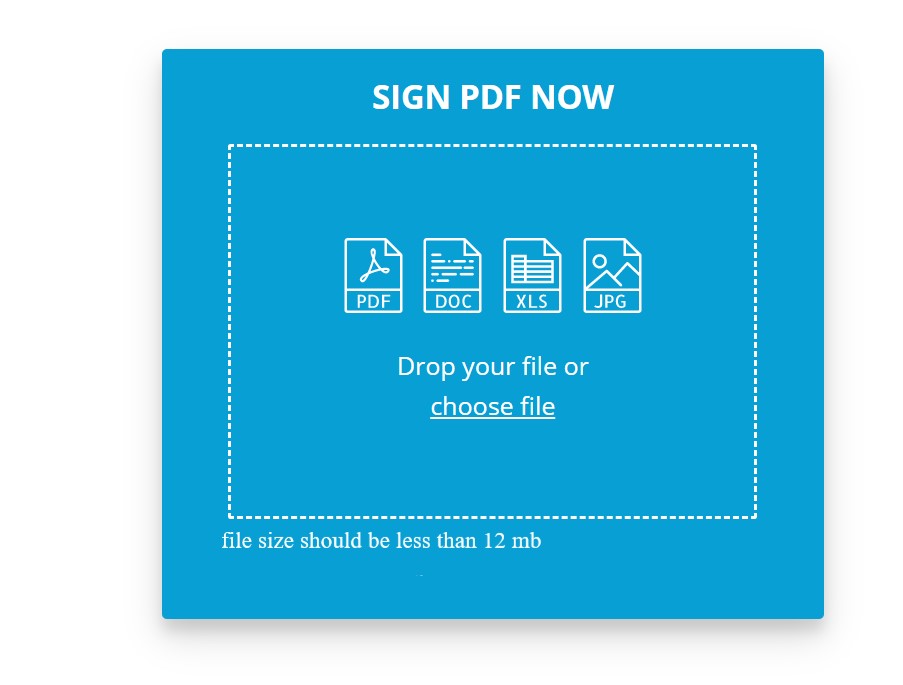 SIGN PDF NOW
PDF DOC XLS JPG
Drop your file or
choose file
file size should be less than 12 mb